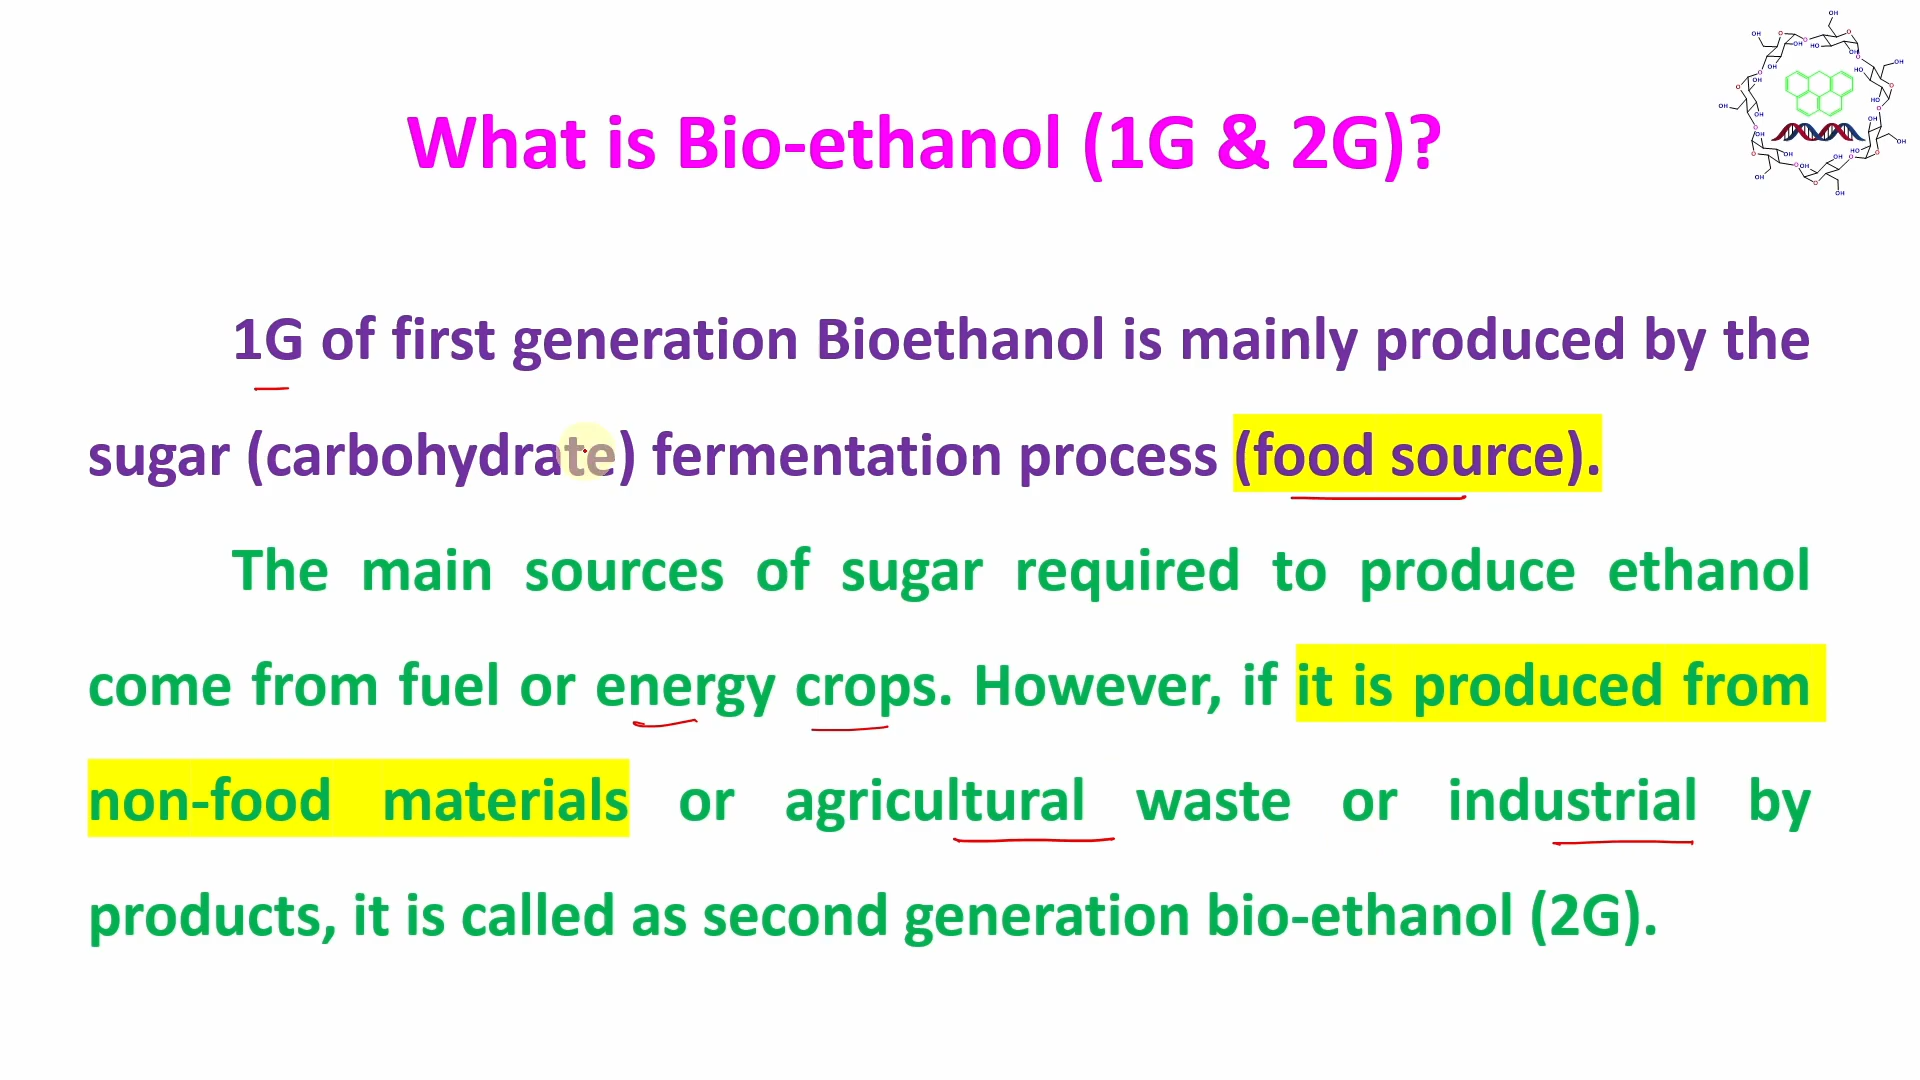 What is Bio-ethanol (1G & 2G)?
1G of first generation Bioethanol is mainly produced by the
sugar (carbohydrate) fermentation process (food source).
The main sources of sugar required to produce ethanol
come from fuel or energy crops. However, if it is produced from
non-food materials or agricultural waste or industrial by
products, it is called as second generation bio-ethanol (2G).